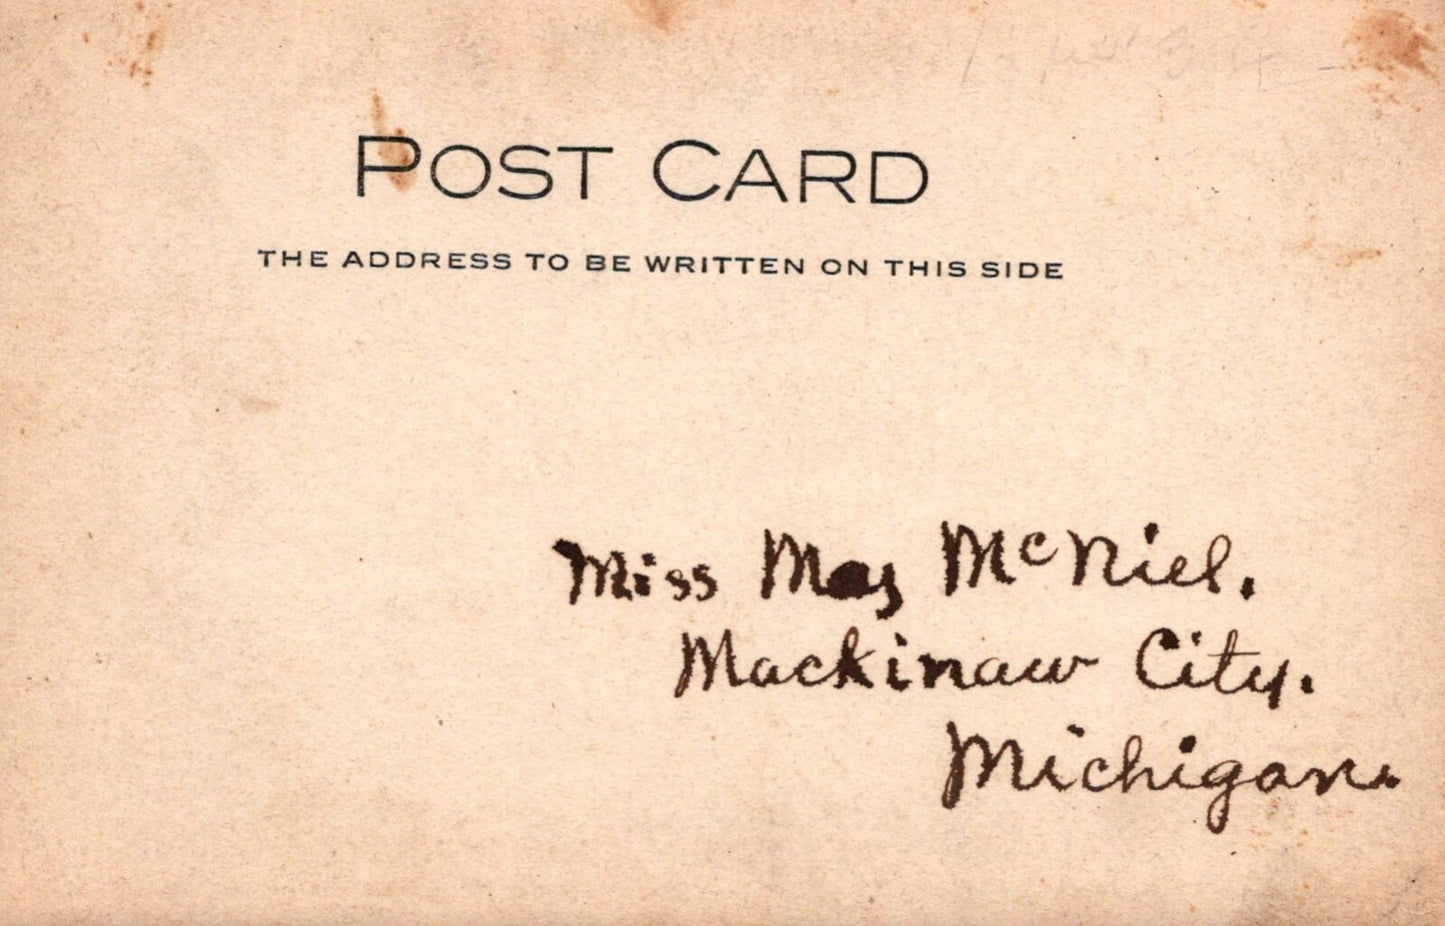 POST CARD
THE ADDRESS TO BE WRITTEN ON THIS SIDE
Miss May McNiel.
Mackinaw City.
Michigan.